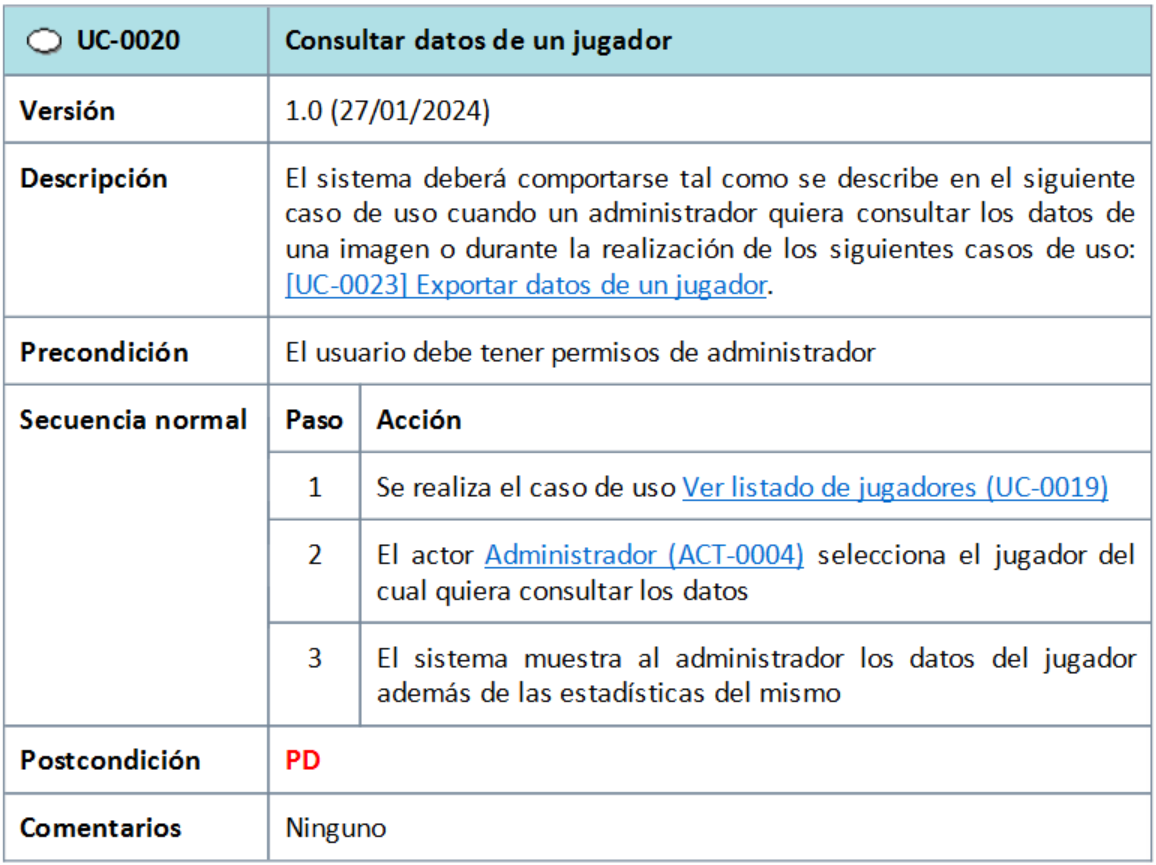 UC-0020 Consultar datos de un jugador
Versión 1.0 (27/01/2024)
Descripción El sistema deberá comportarse tal como se describe en el siguiente
caso de uso cuando un administrador quiera consultar los datos de
una imagen o durante la realización de los siguientes casos de uso:
[UC-0023] Exportar datos de un jugador.
Precondición El usuario debe tener permisos de administrador
Secuencia normal Paso Acción
1 Se realiza el caso de uso Ver listado de jugadores (UC-0019)
2 El actor Administrador (ACT-0004) selecciona el jugador del
cual quiera consultar los datos
3 El sistema muestra al administrador los datos del jugador
además de las estadísticas del mismo
Postcondición PD
Comentarios Ninguno